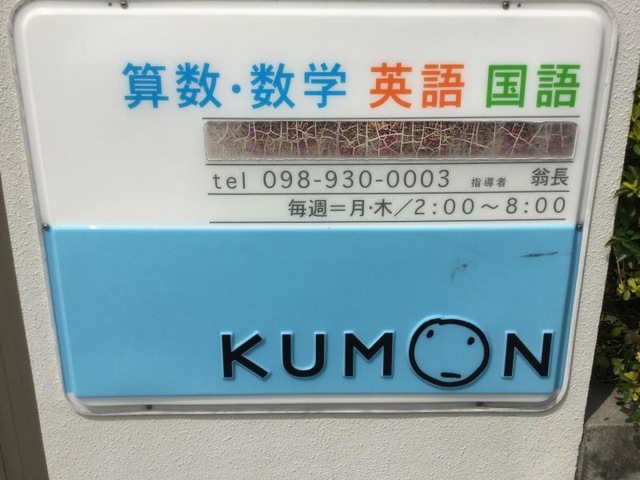 算数・数学 英語 国語
tel 098-930-0003 指導者 翁長
毎週=月・木/2:00～8:00
KUMON